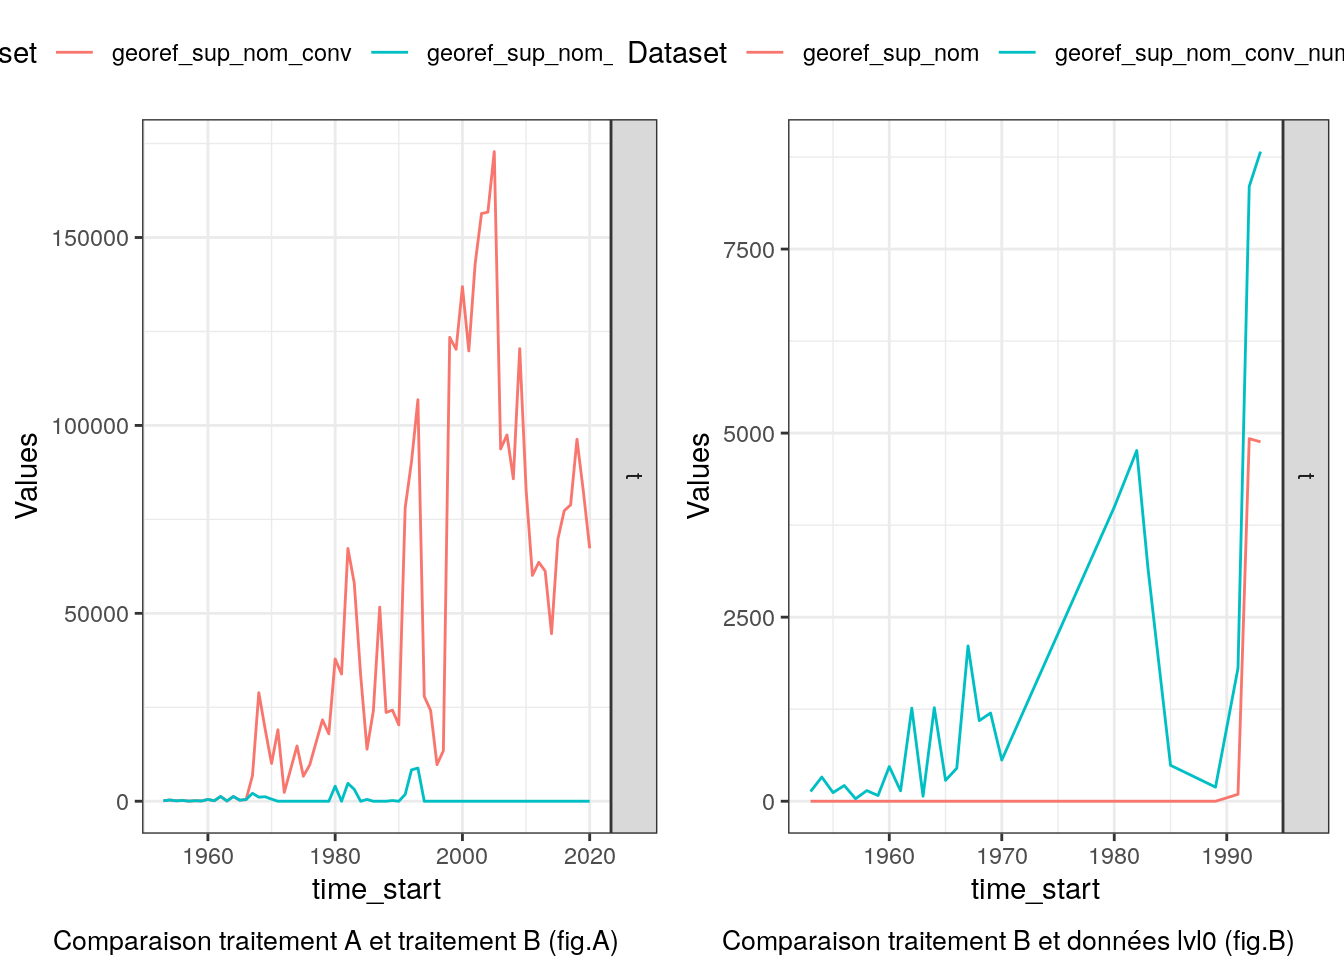 set georef_sup_nom_conv georef_sup_nom_
Dataset georef_sup_nom georef_sup_nom_conv_num
Values
150000
100000
50000
0
t
1960 1980 2000 2020
time_start
Comparaison traitement A et traitement B (fig.A)
Values
7500
5000
2500
0
t
1960 1970 1980 1990
time_start
Comparaison traitement B et données lvl0 (fig.B)